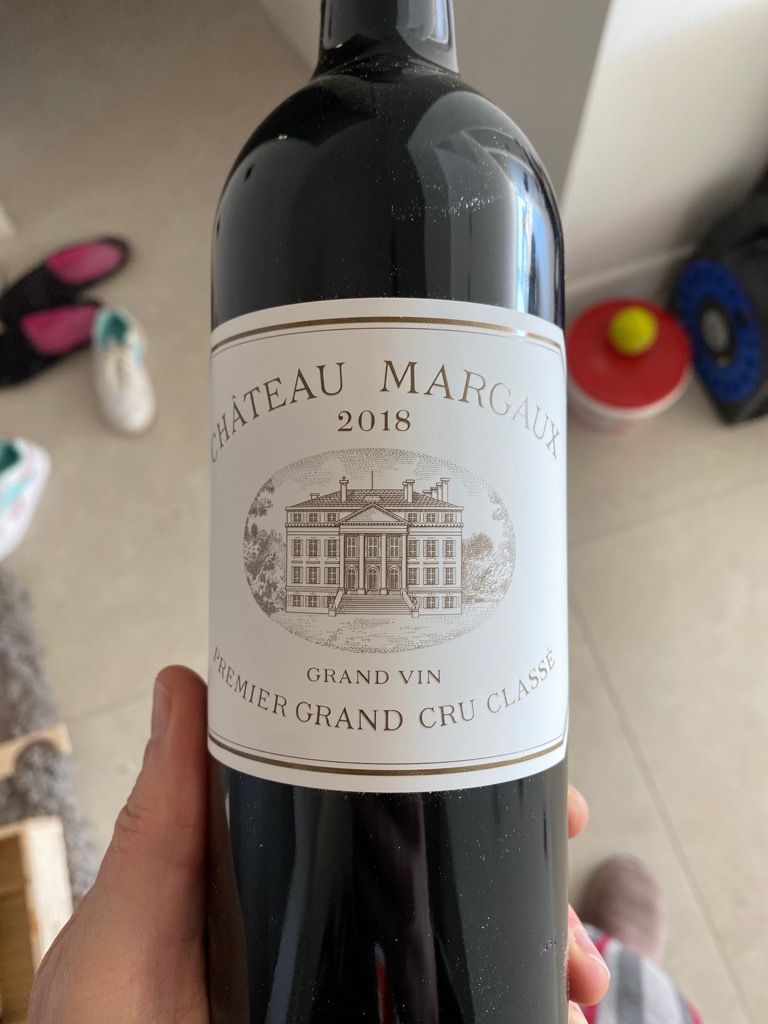 CHÂTEAU MARGAUX
2018
GRAND VIN
PREMIER GRAND CRU CLASSÉ